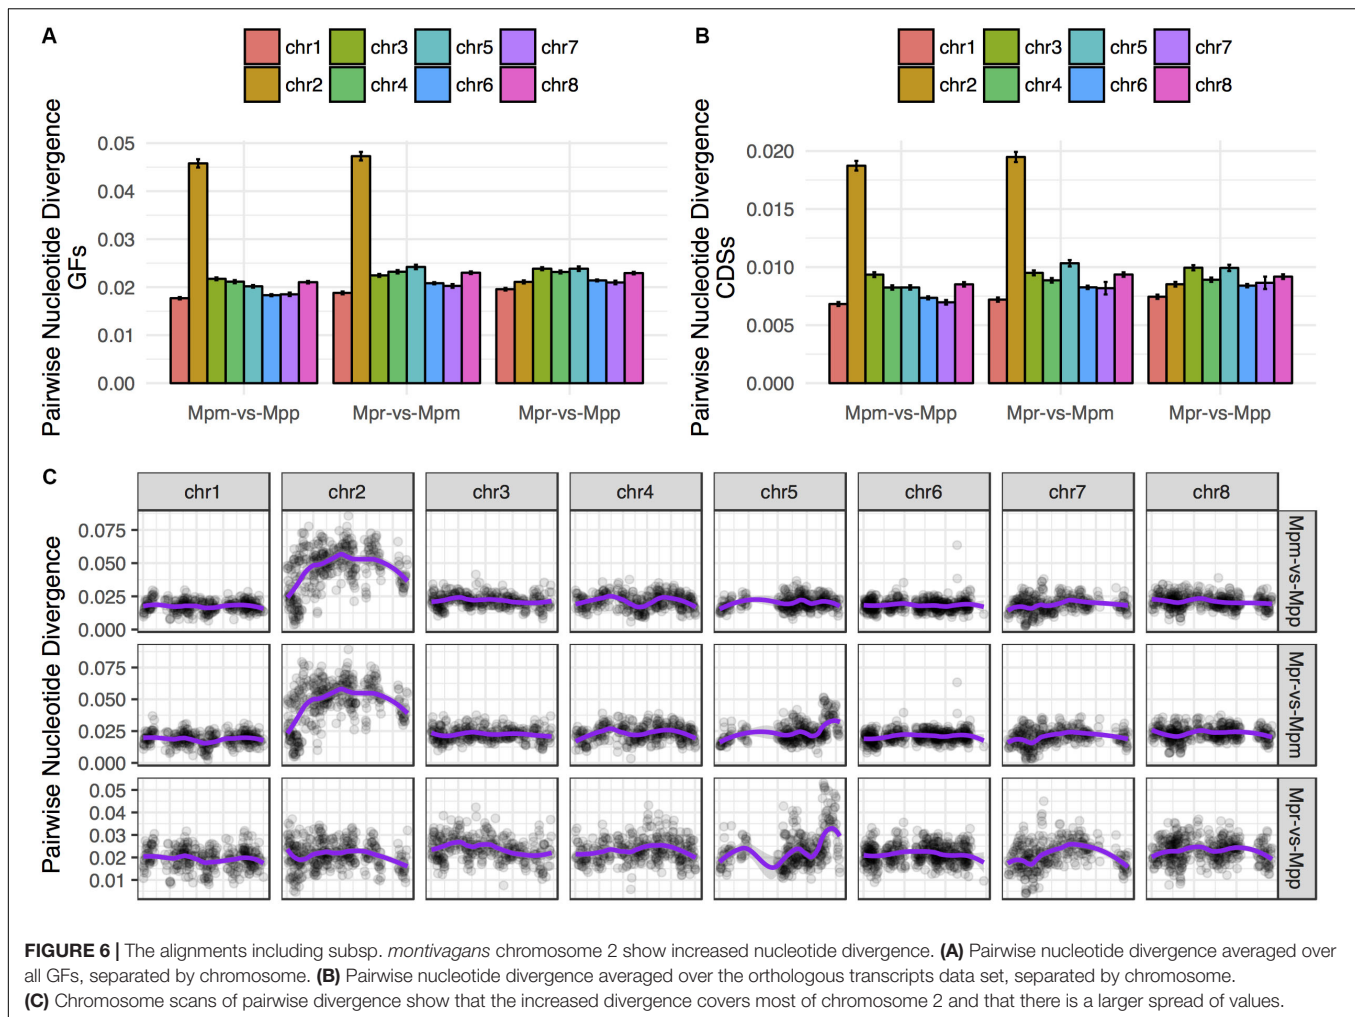 A
chr1 chr3 chr5 chr7
chr2 chr4 chr6 chr8
Pairwise Nucleotide Divergence
GFs
0.05
0.04
0.03
0.02
0.01
0.00
Mpm-vs-Mpp Mpr-vs-Mpm Mpr-vs-Mpp
B
chr1 chr3 chr5 chr7
chr2 chr4 chr6 chr8
Pairwise Nucleotide Divergence
CDSs
0.020
0.015
0.010
0.005
0.000
Mpm-vs-Mpp Mpr-vs-Mpm Mpr-vs-Mpp
C
chr1 chr2 chr3 chr4 chr5 chr6 chr7 chr8
Pairwise Nucleotide Divergence
0.075
0.050
0.025
0.000
Mpm-vs-Mpp
0.075
0.050
0.025
0.000
Mpr-vs-Mpm
0.05
0.04
0.03
0.02
0.01
Mpr-vs-Mpp
FIGURE 6 | The alignments including subsp. montivagans chromosome 2 show increased nucleotide divergence. (A) Pairwise nucleotide divergence averaged over
all GFs, separated by chromosome. (B) Pairwise nucleotide divergence averaged over the orthologous transcripts data set, separated by chromosome.
(C) Chromosome scans of pairwise divergence show that the increased divergence covers most of chromosome 2 and that there is a larger spread of values.